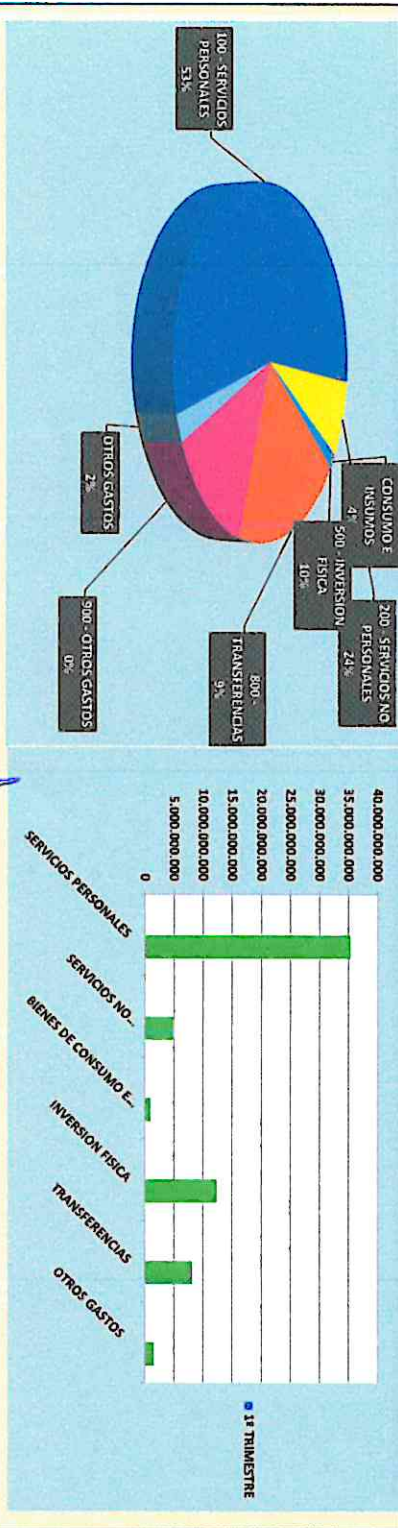 100 - SERVICIOS
PERSONALES
53%
CONSUMO E
INSUMOS
4%
200 - SERVICIOS NO
PERSONALES
24%
500 - INVERSION
FISICA
10%
800 -
TRANSFERENCIAS
9%
900 - OTROS GASTOS
0%
OTROS GASTOS
2%
40.000.000.000
35.000.000.000
30.000.000.000
25.000.000.000
20.000.000.000
15.000.000.000
10.000.000.000
5.000.000.000
0
SERVICIOS PERSONALES
SERVICIOS NO...
BIENES DE CONSUMO E...
INVERSION FISICA
TRANSFERENCIAS
OTROS GASTOS
1º TRIMESTRE